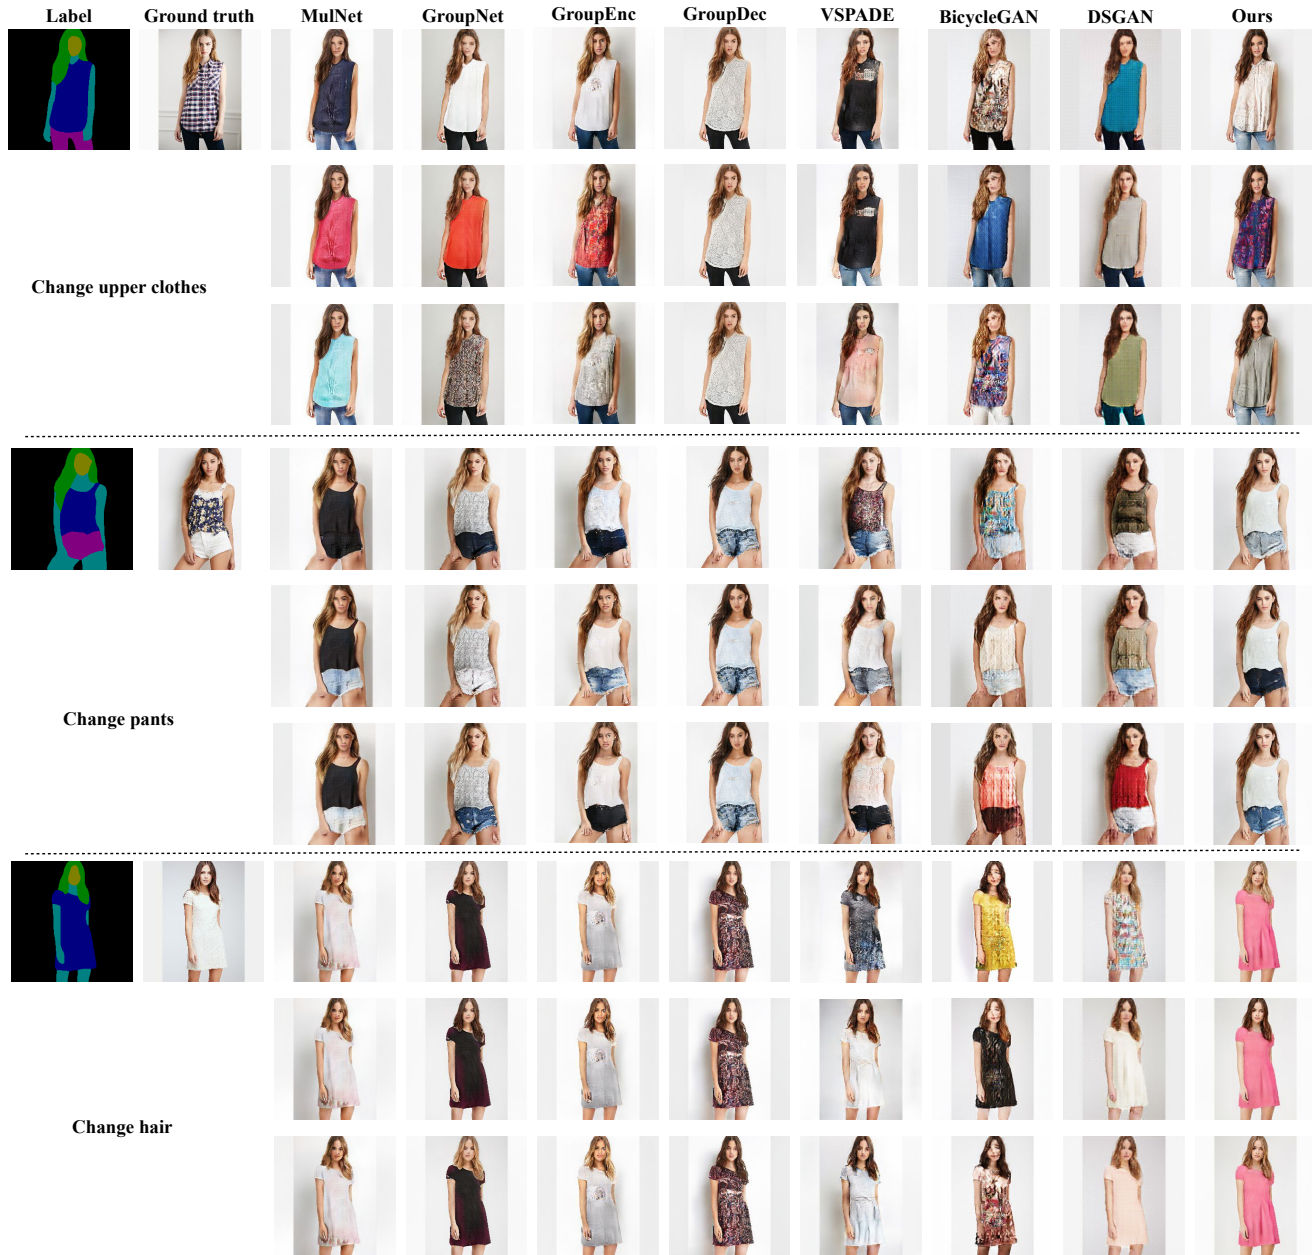 Label Ground truth MulNet GroupNet GroupEnc GroupDec VSPADE BicycleGAN DSGAN Ours
Change upper clothes
Change pants
Change hair